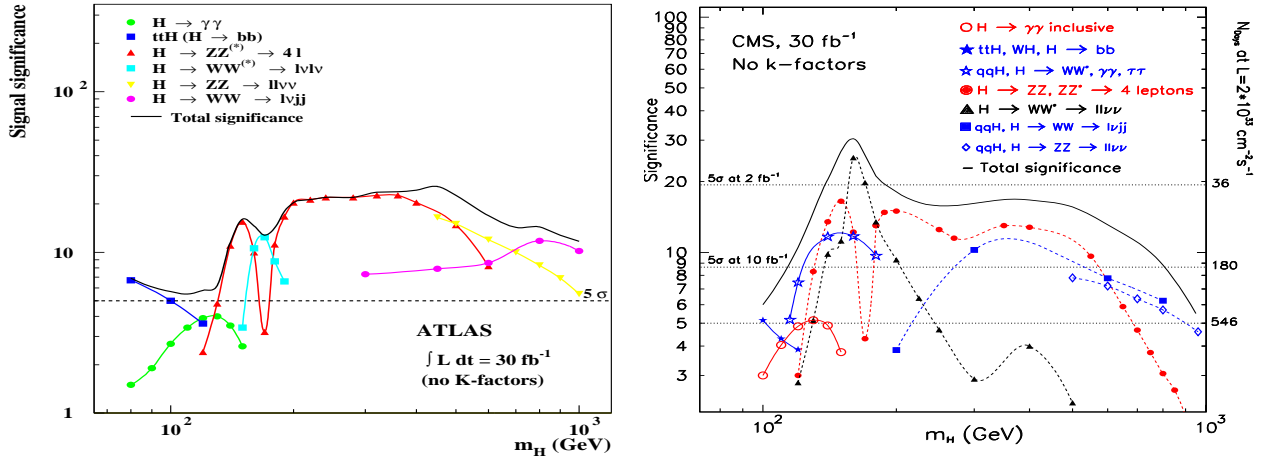 H → γγ
ttH (H → bb)
H → ZZ(*) → 4 l
H → WW(*) → lνlν
H → ZZ → llνν
H → WW → lνjj
Total significance
Signal significance
10²
10
1
5 σ
ATLAS
∫ L dt = 30 fb⁻¹
(no K-factors)
10²
10³
m_H (GeV)
CMS, 30 fb⁻¹
No k-factors
H → γγ inclusive
ttH, WH, H → bb
qqH, H → WW*, γγ, ττ
H → ZZ, ZZ* → 4 leptons
H → WW* → llνν
qqH, H → WW → lνjj
qqH, H → ZZ → llνν
Total significance
Significance
100
90
80
70
60
50
40
30
20
10
9
8
7
6
5
4
3
5σ at 2 fb⁻¹
5σ at 10 fb⁻¹
36
180
546
3
N_Days at L=2*10³³ cm⁻²s⁻¹
10²
10³
m_H (GeV)